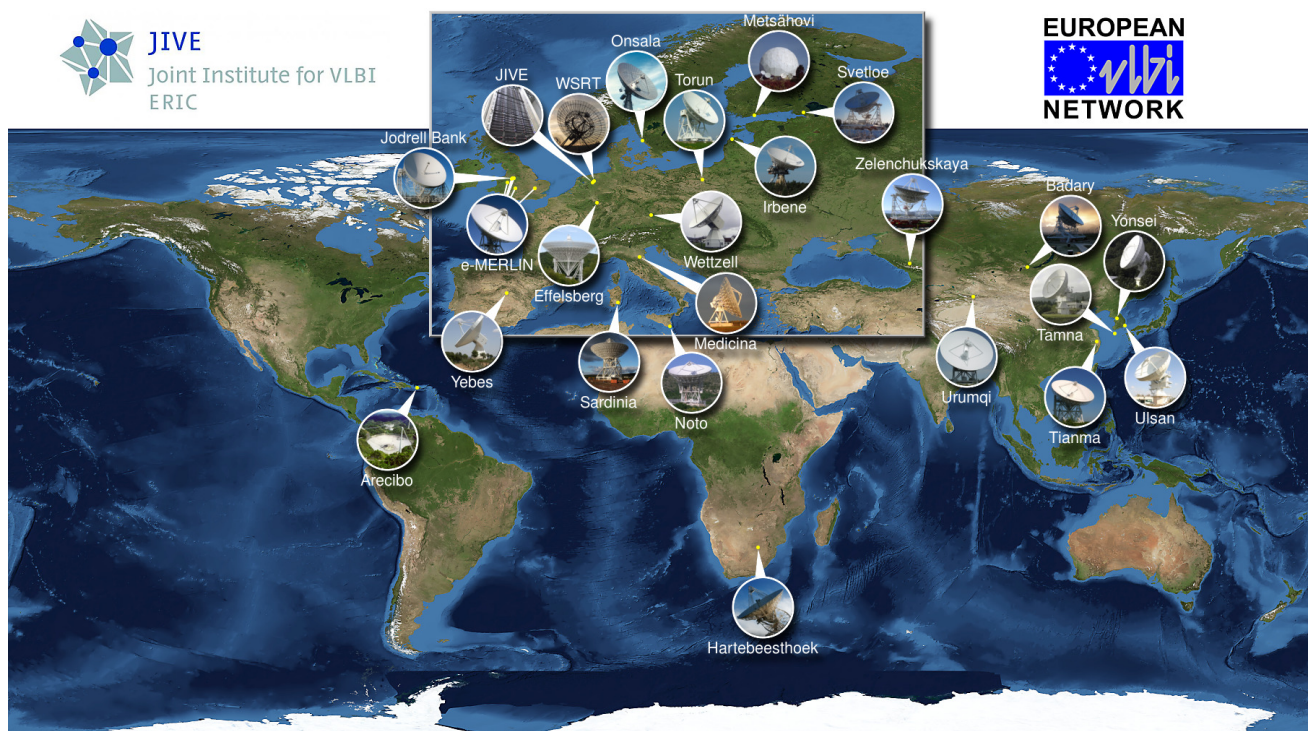 JIVE
Joint Institute for VLBI
ERIC
EUROPEAN
vlbi
NETWORK
Metsähovi
Onsala
JIVE
WSRT
Torun
Svetloe
Jodrell Bank
Zelenchukskaya
Badary
Irbene
Yonsei
e-MERLIN
Wettzell
Effelsberg
Tamna
Medicina
Yebes
Sardinia
Noto
Urumqi
Ulsan
Tianma
Arecibo
Hartebeesthoek